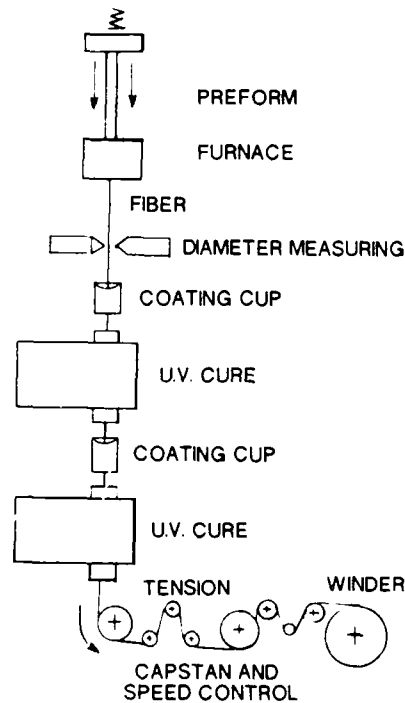 PREFORM
FURNACE
FIBER
DIAMETER MEASURING
COATING CUP
U.V. CURE
COATING CUP
U.V. CURE
TENSION
WINDER
CAPSTAN AND
SPEED CONTROL